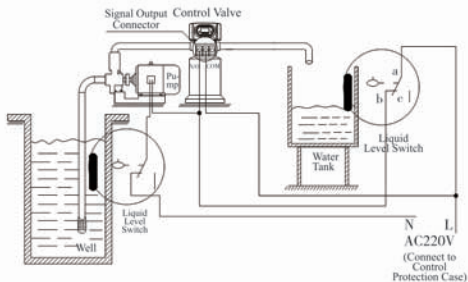 Signal Output
Connector
Control Valve
Pu-
mp
N.O
COM
a
b
c
Liquid
Level Switch
Water
Tank
Liquid
Level
Switch
Well
N
L
AC220V
(Connect to
Control
Protection Case)